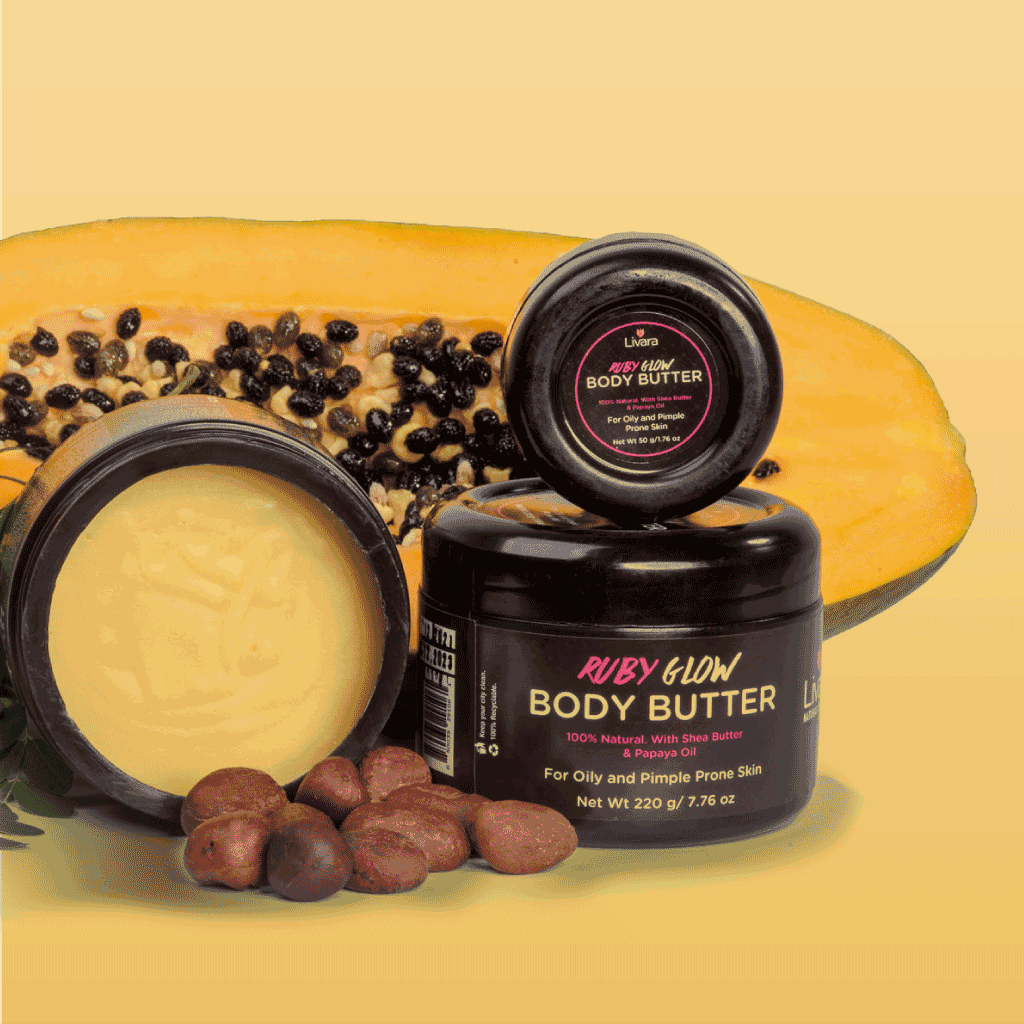 Livara
RUBY GLOW
BODY BUTTER
100% Natural. With Shea Butter
& Papaya Oil
For Oily and Pimple
Prone Skin
Net Wt 50 g/1.76 oz
2021
.2023
Keep your city clean.
100% Recyclable.
RUBY GLOW
BODY BUTTER
100% Natural. With Shea Butter
& Papaya Oil
For Oily and Pimple Prone Skin
Net Wt 220 g/ 7.76 oz